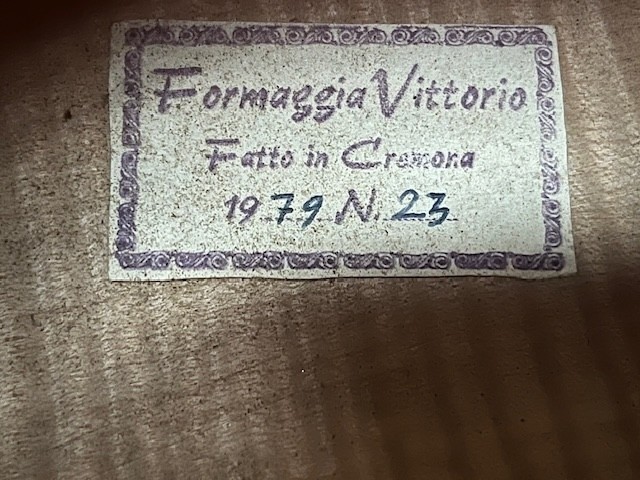 Formaggia Vittorio
Fatto in Cremona
1979 N. 23